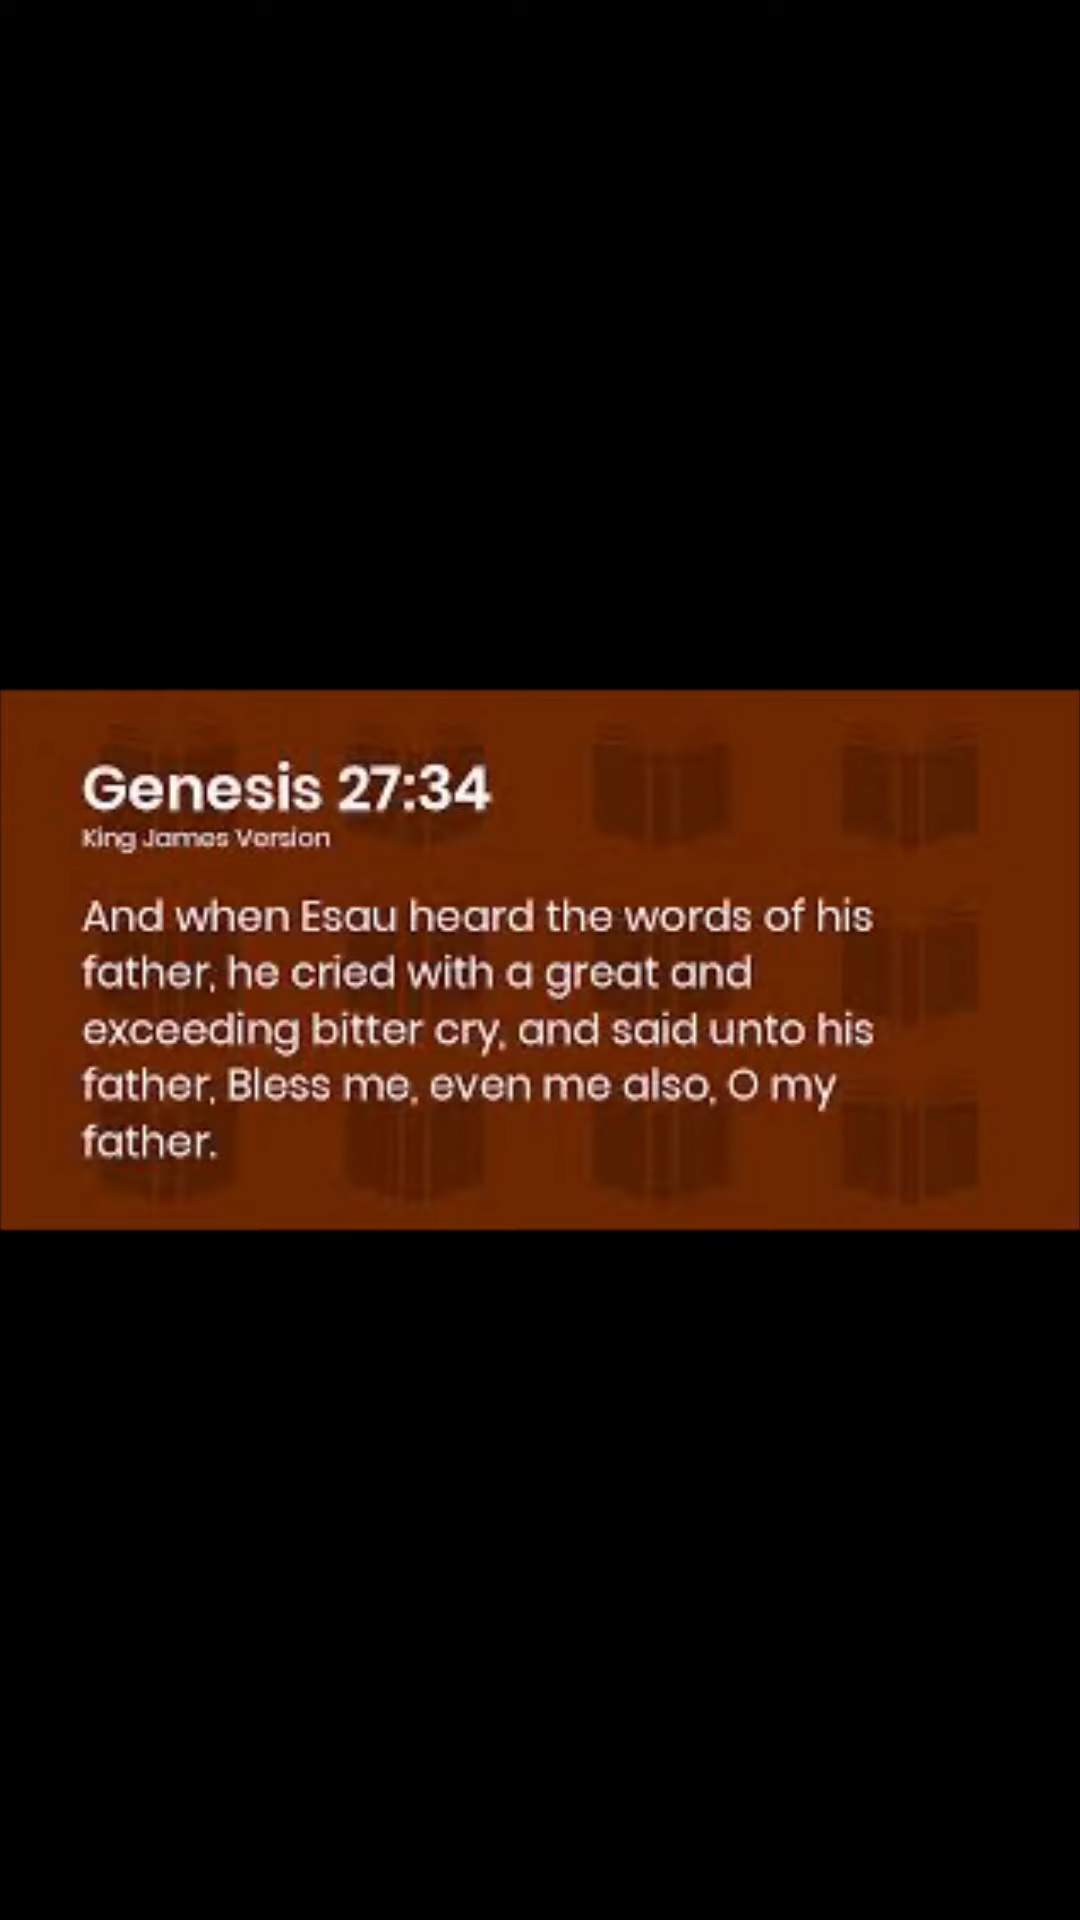 Genesis 27:34
King James Version
And when Esau heard the words of his
father, he cried with a great and
exceeding bitter cry, and said unto his
father, Bless me, even me also, O my
father.